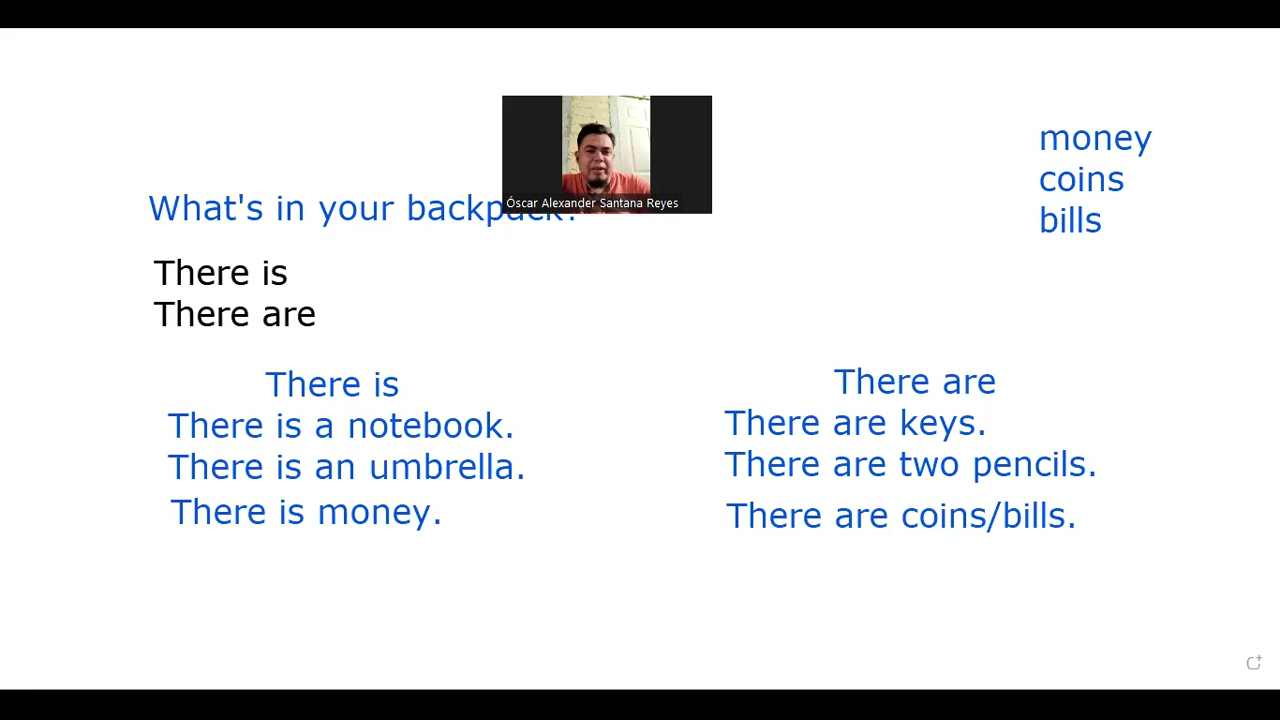 money
coins
bills
What's in your backpack?
Óscar Alexander Santana Reyes
There is
There are
There is
There is a notebook.
There is an umbrella.
There is money.
There are
There are keys.
There are two pencils.
There are coins/bills.